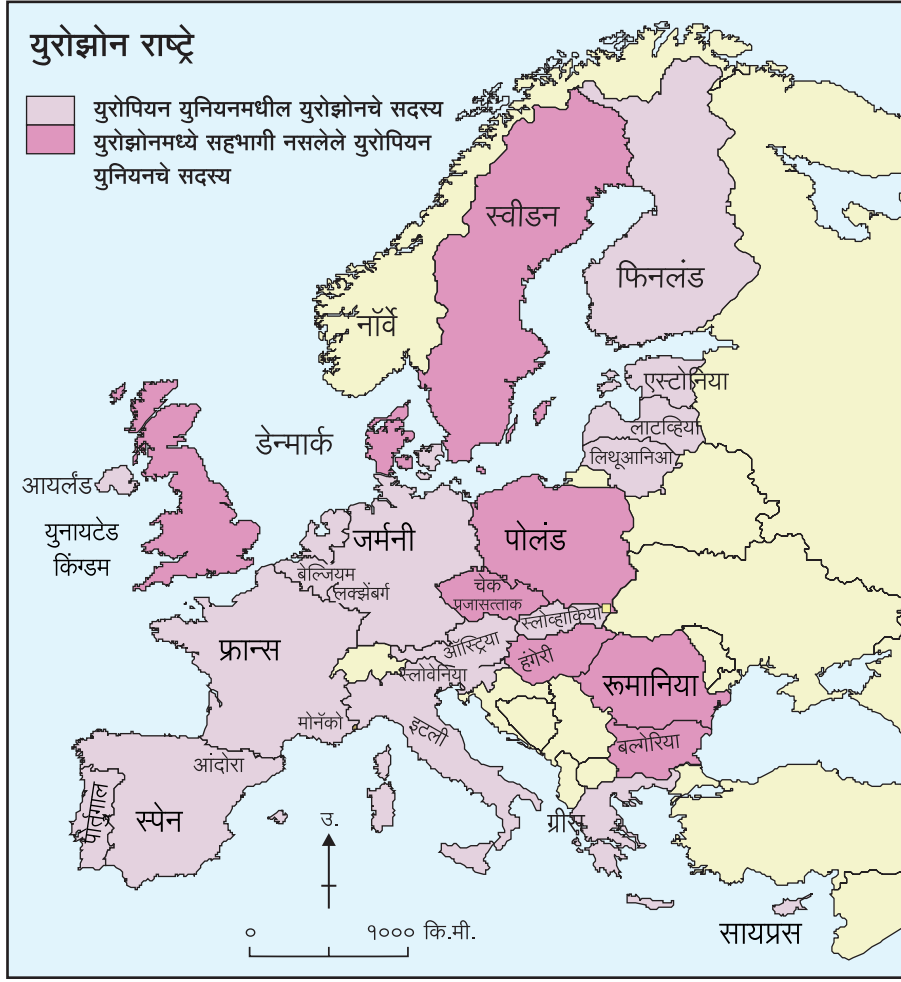 युरोझोन राष्ट्रे
युरोपियन युनियनमधील युरोझोनचे सदस्य
युरोझोनमध्ये सहभागी नसलेले युरोपियन
युनियनचे सदस्य
स्वीडन
फिनलंड
नॉर्वे
एस्टोनिया
लाटव्हिया
लिथूआनिओ
डेन्मार्क
आयर्लंड
युनायटेड
किंग्डम
जर्मनी
पोलंड
बेल्जियम
लक्झेंबर्ग
चेक
प्रजासत्ताक
स्लोव्हाकिया
फ्रान्स
ऑस्ट्रिया
स्लोवेनिया
हंगेरी
रूमानिया
मोनॅको
इटली
बल्गेरिया
आंदोरा
पोर्तुगाल
स्पेन
ग्रीस
उ.
० १००० कि.मी.
सायप्रस